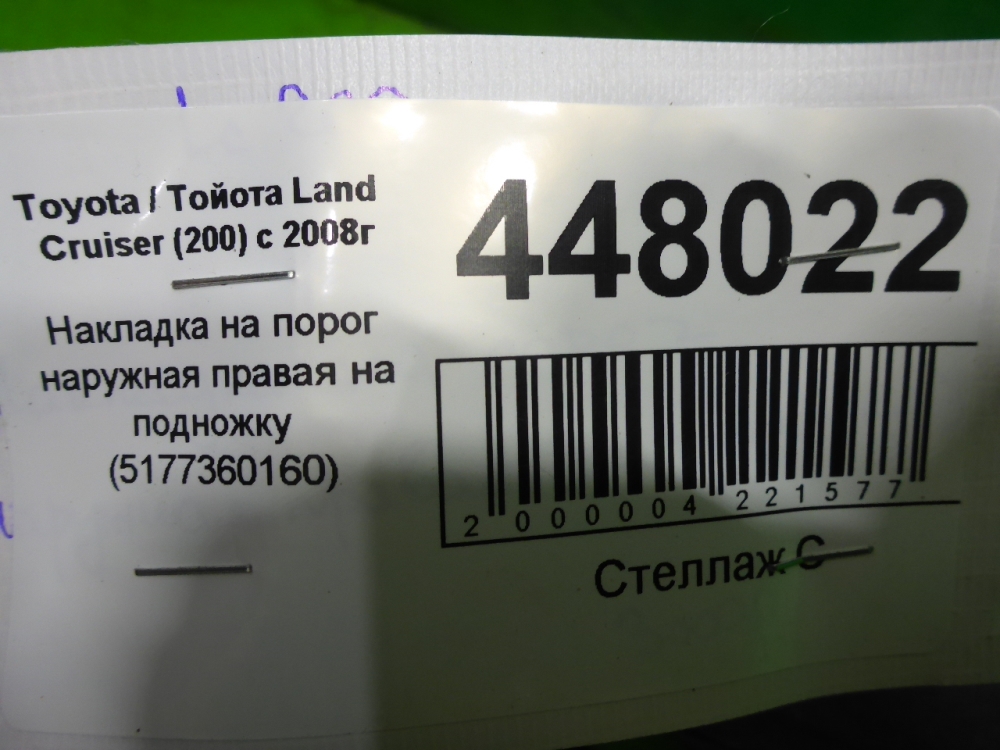 Toyota / Тойота Land
Cruiser (200) с 2008г
448022
Накладка на порог
наружная правая на
подножку
(5177360160)
2 000004 221577
Стеллаж С